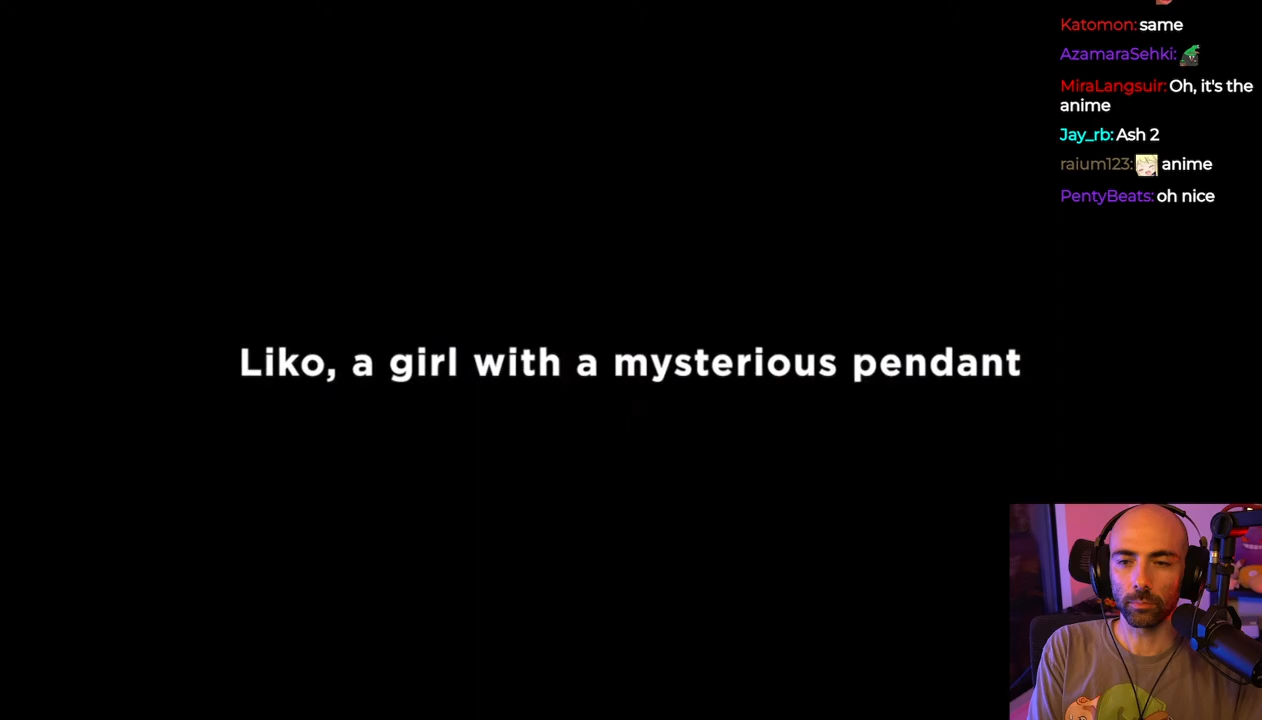 Katomon: same
AzamaraSehki:
MiraLangsuir: Oh, it's the
anime
Jay_rb: Ash 2
raium123: anime
PentyBeats: oh nice
Liko, a girl with a mysterious pendant